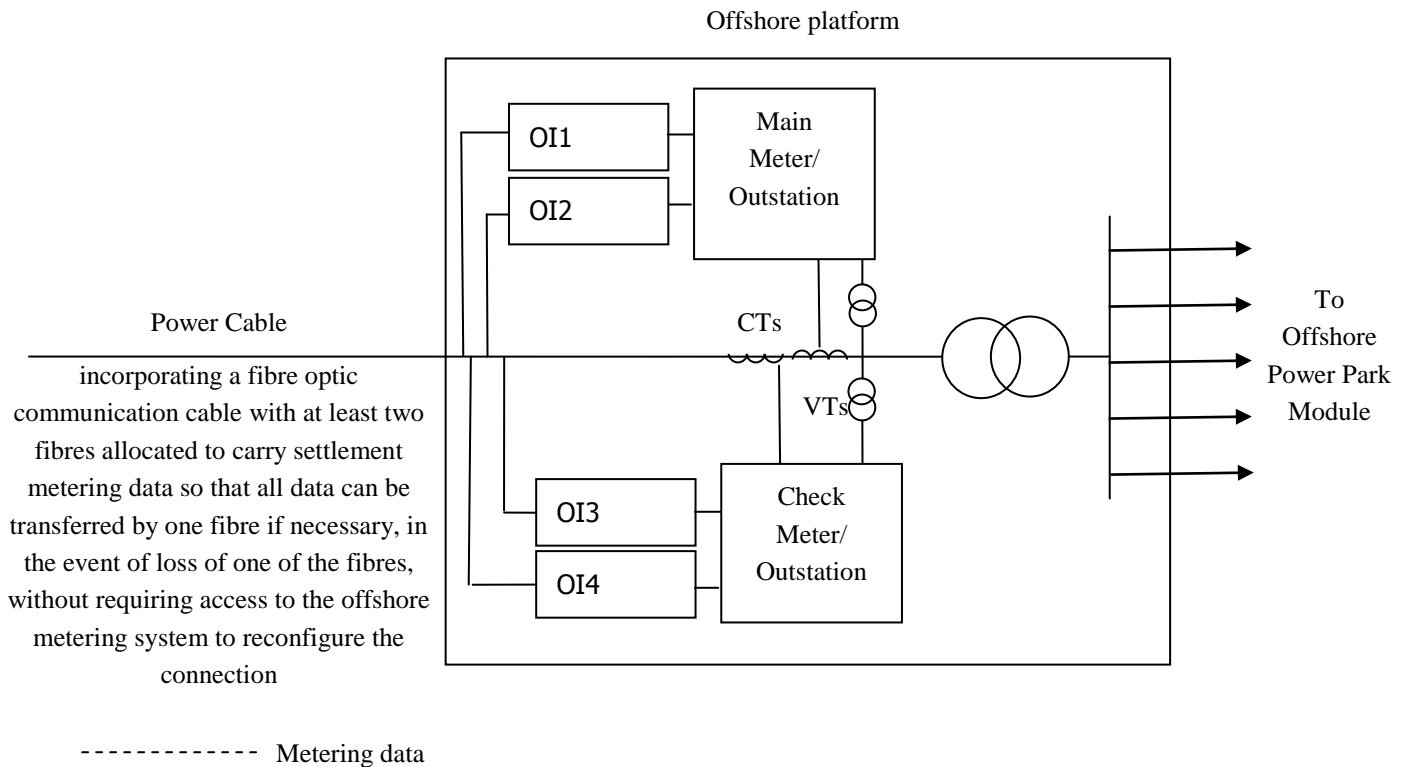 Offshore platform
OI1
OI2
Main
Meter/
Outstation
Power Cable
incorporating a fibre optic
communication cable with at least two
fibres allocated to carry settlement
metering data so that all data can be
transferred by one fibre if necessary, in
the event of loss of one of the fibres,
without requiring access to the offshore
metering system to reconfigure the
connection
CTs
VTs
To
Offshore
Power Park
Module
OI3
OI4
Check
Meter/
Outstation
Metering data